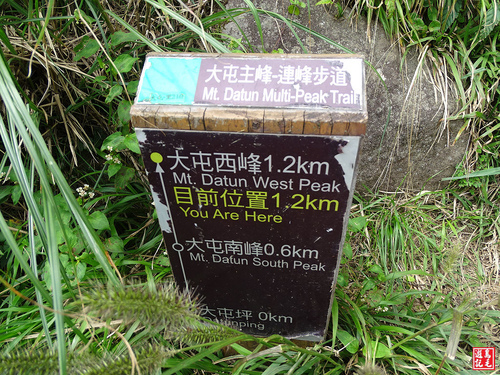 大屯主峰-連峰步道
Mt. Datun Multi-Peak Trail
大屯西峰1.2km
Mt. Datun West Peak
目前位置1.2km
You Are Here
大屯南峰0.6km
Mt. Datun South Peak
大屯坪 0km